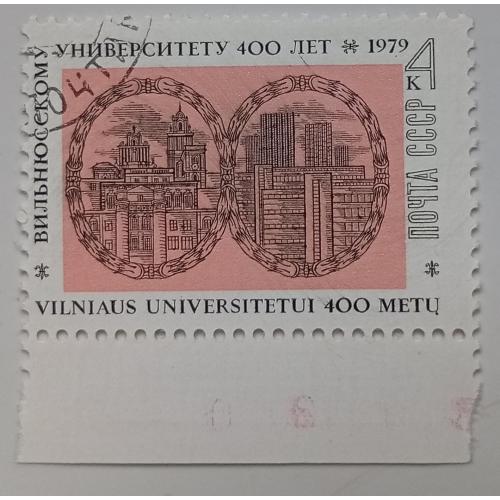 ВИЛЬНЮССКОМУ
УНИВЕРСИТЕТУ 400 ЛЕТ ※ 1979
4
К
ПОЧТА СССР
VILNIAUS UNIVERSITETUI 400 METŲ